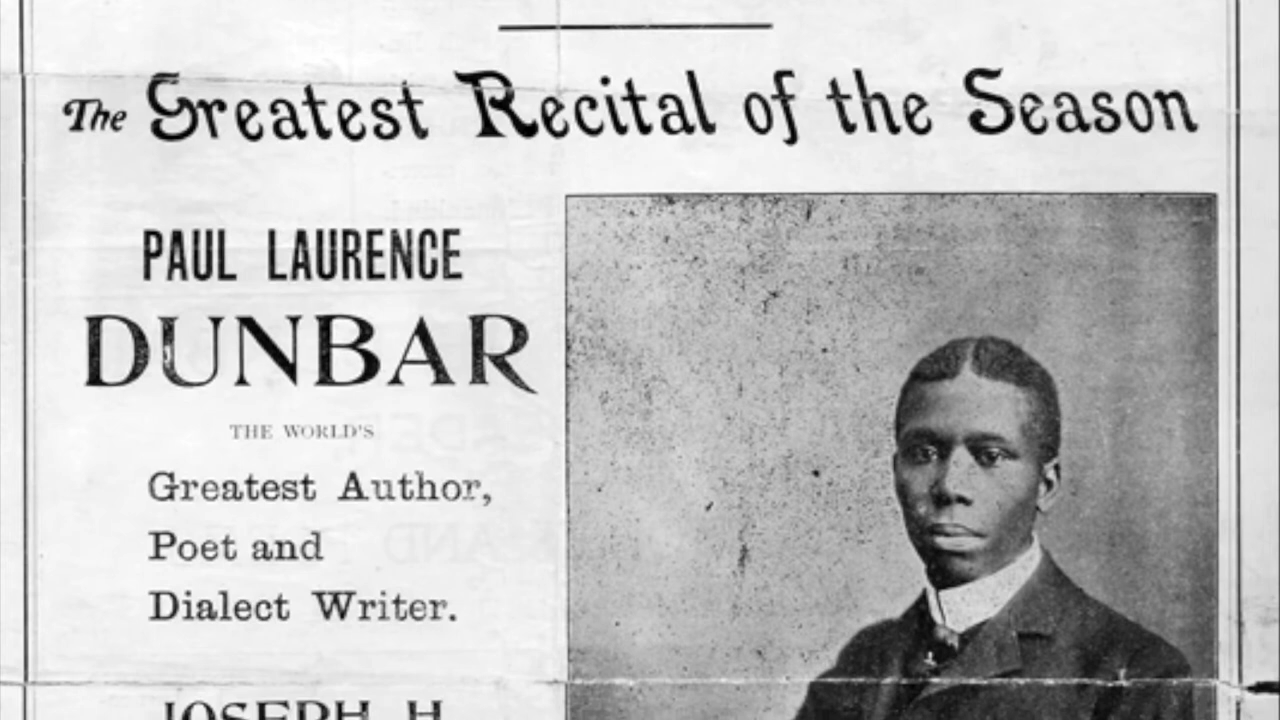 The Greatest Recital of the Season
PAUL LAURENCE
DUNBAR
THE WORLD'S
Greatest Author,
Poet and
Dialect Writer.
JOSEPH H.